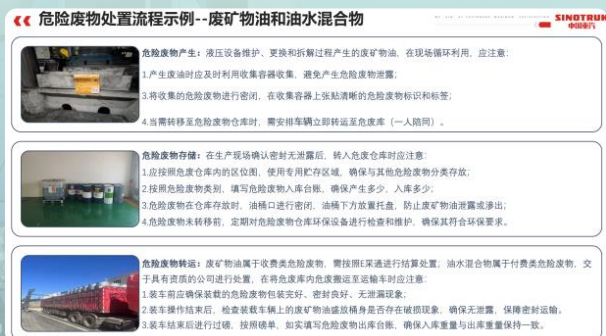 危险废物处置流程示例--废矿物油和油水混合物
SINOTRUK
中国重汽
危险废物产生：液压设备维护、更换和拆解过程产生的废矿物油，在现场循环利用，应注意：
1.产生废油时应及时利用收集容器收集，避免产生危险废物泄露；
3.将收集的危险废物进行密闭，在收集容器上张贴清晰的危险废物标识和标签；
4.当需转移至危险废物仓库时，需安排车辆立即转运至危废库（一人陪同）。
危险废物存储：在生产现场确认密封无泄露后，转入危废仓库时应注意：
1.应按照危废仓库内的区位图，使用专用贮存区域，确保与其他危险废物分类存放；
2.按照危险废物类别，填写危险废物入库台账，确保产生多少，入库多少；
3.危险废物在仓库存放时，油桶口进行密闭，油桶下方放置托盘，防止废矿物油泄露或渗出；
4.危险废物未转移前，定期对危险废物仓库环保设备进行检查和维护，确保其符合环保要求。
危险废物转运：废矿物油属于收费类危险废物，需按照E采通进行结算处置；油水混合物属于付费类危险废物，交
于具有资质的公司进行处置，在将危废库内危废搬运至运输车时应注意：
1.装车前应确保装载的危险废物包装完好、密封良好、无泄漏现象；
2.装车操作结束后，检查装载车辆上的废矿物油盛放桶身是否存在破损现象，确保无泄露，保障密封运输。
3.装车结束后进行过磅，按照磅单，如实填写危险废物出库台账，确保入库重量与出库重量保持一致。